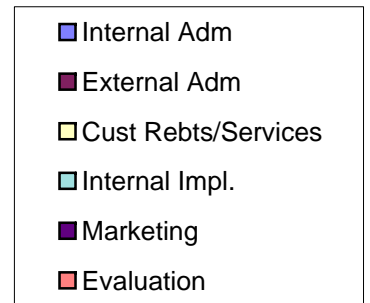 Internal Adm
External Adm
Cust Rebts/Services
Internal Impl.
Marketing
Evaluation